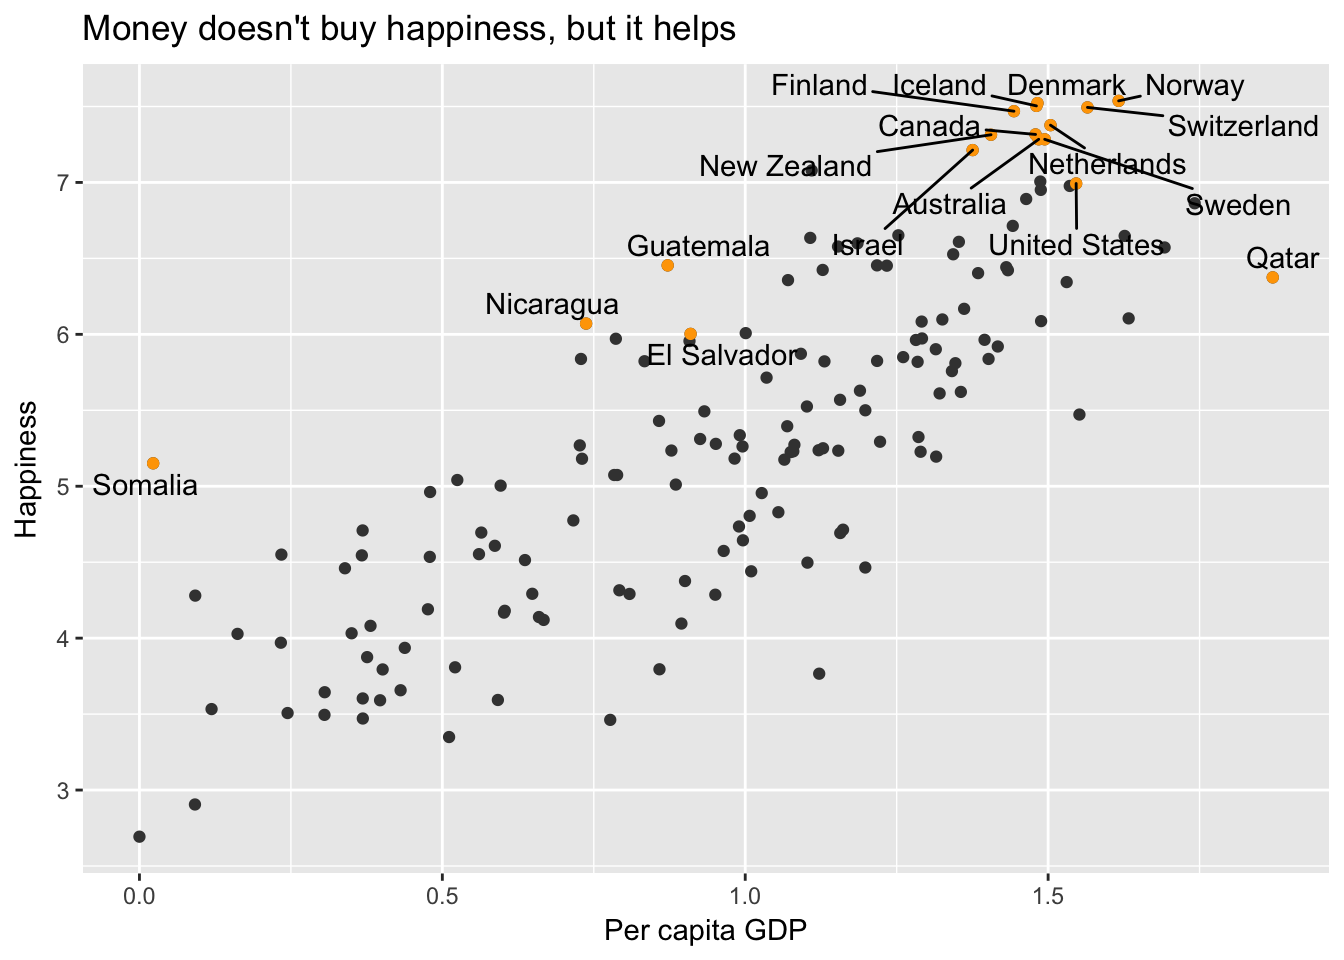 Money doesn't buy happiness, but it helps
Finland
Iceland
Denmark
Norway
Canada
Switzerland
New Zealand
Netherlands
Australia
Sweden
Israel
United States
Guatemala
Qatar
Nicaragua
El Salvador
Somalia
Happiness
7
6
5
4
3
0.0
0.5
1.0
1.5
Per capita GDP